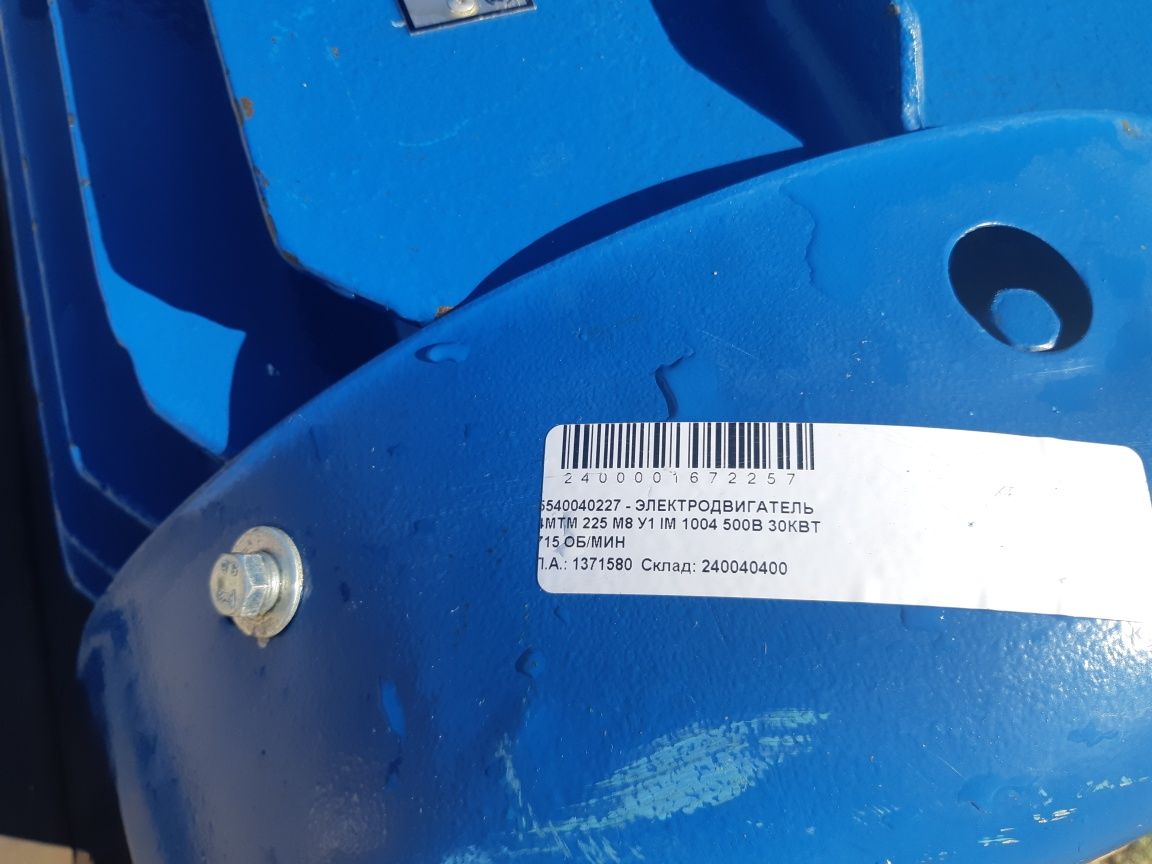 2400001672257
5540040227 - ЭЛЕКТРОДВИГАТЕЛЬ
4МТМ 225 М8 У1 IM 1004 500В 30КВТ
715 ОБ/МИН
П.А.: 1371580 Склад: 240040400